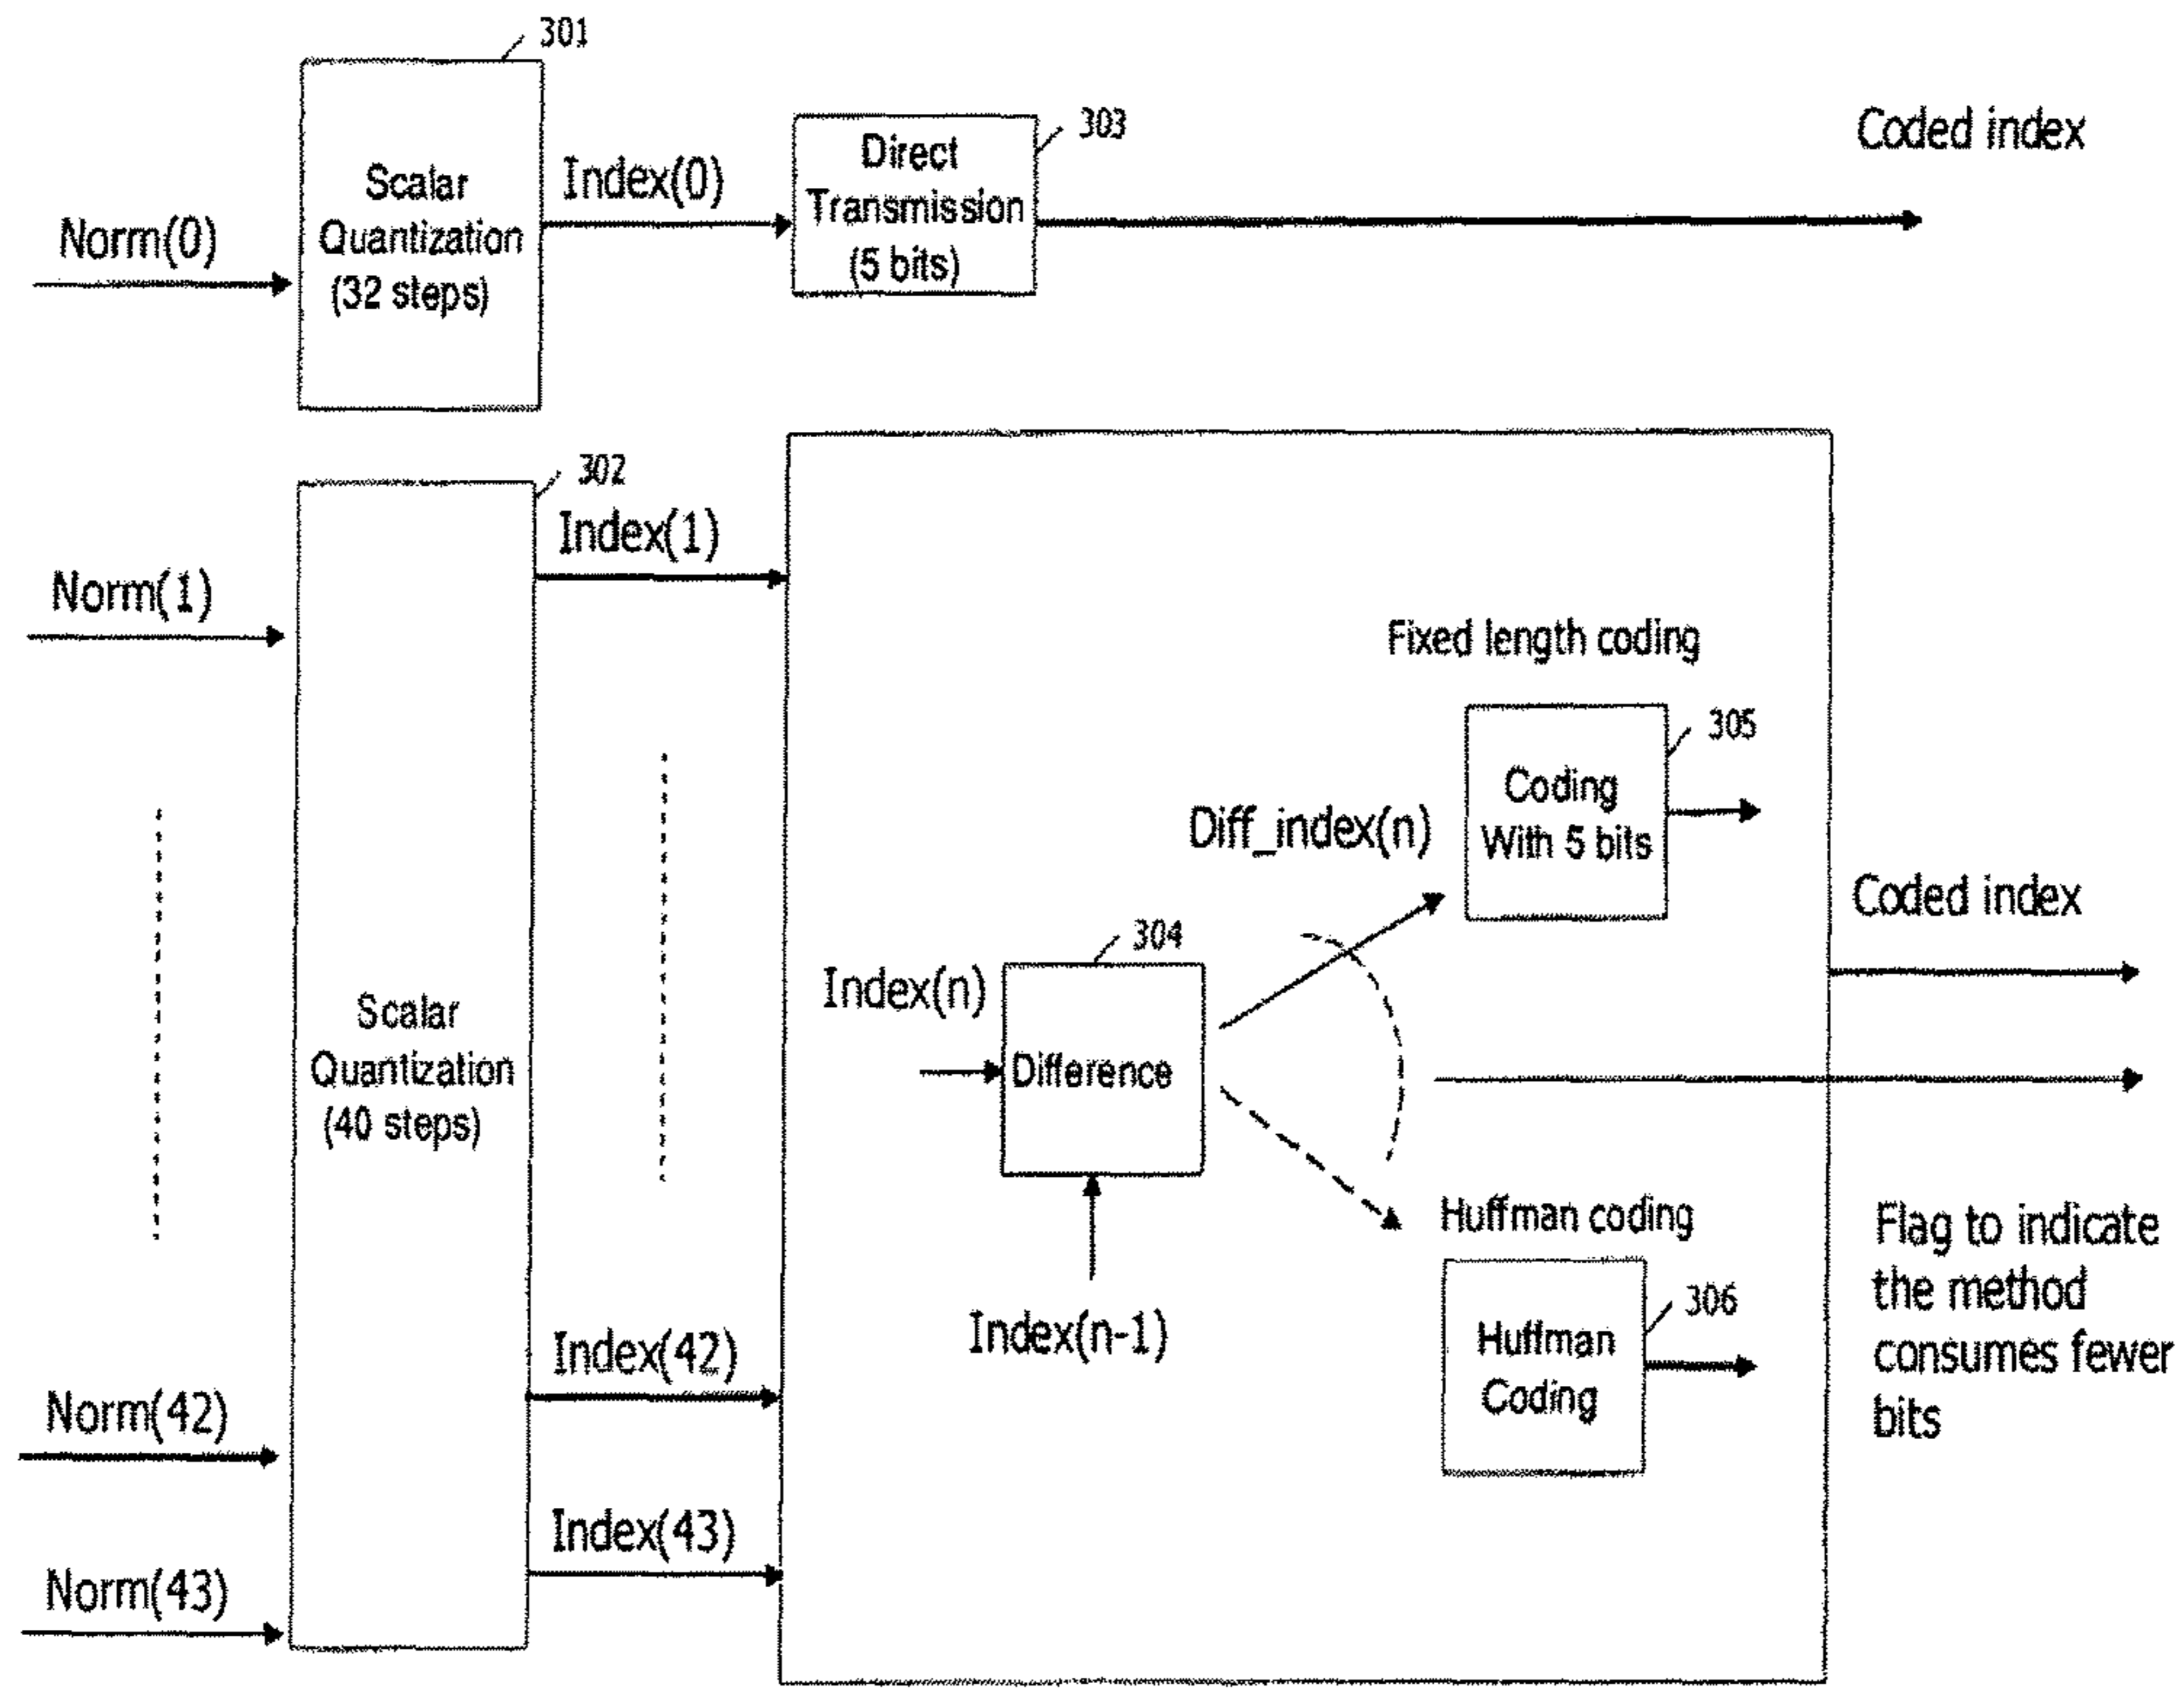 301
Scalar
Quantization
(32 steps)
Norm(0)
Index(0)
303
Direct
Transmission
(5 bits)
Coded index
302
Norm(1)
Index(1)
Scalar
Quantization
(40 steps)
Norm(42)
Index(42)
Norm(43)
Index(43)
Fixed length coding
305
Coding
With 5 bits
Diff_index(n)
304
Index(n)
Difference
Index(n-1)
Huffman coding
306
Huffman
Coding
Coded index
Flag to indicate
the method
consumes fewer
bits